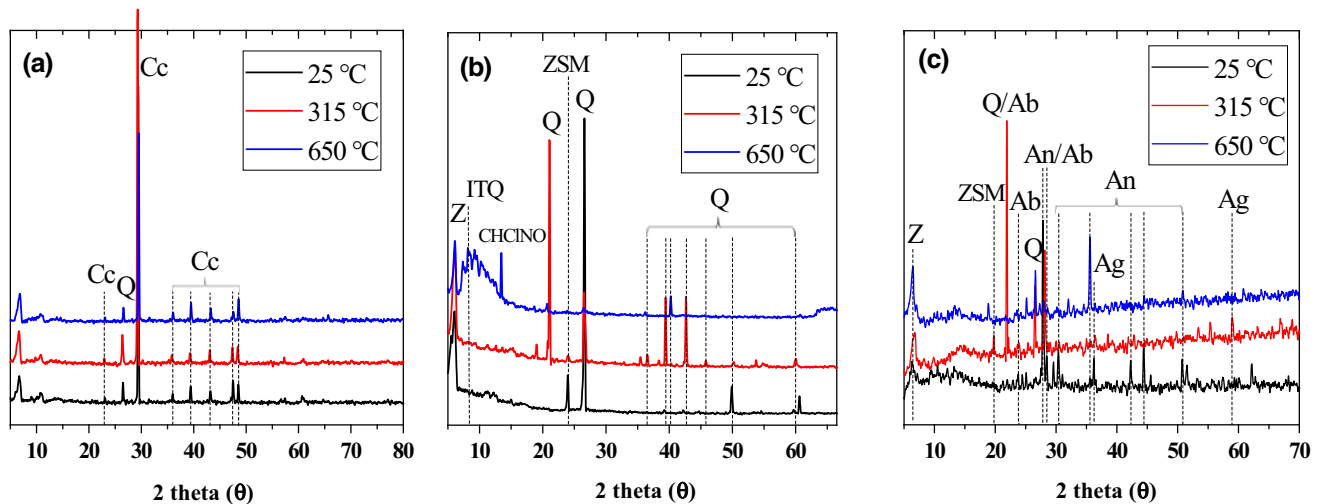 (a)
Cc
25 °C
315 °C
650 °C
Cc
Q
Cc
10 20 30 40 50 60 70 80
2 theta (θ)
(b)
ZSM
Q
Q
25 °C
315 °C
650 °C
Z
ITQ
CHClNO
Q
10 20 30 40 50 60
2 theta (θ)
(c)
25 °C
315 °C
650 °C
Q/Ab
An/Ab
An
ZSM
Ab
Ag
Z
Q
Ag
10 20 30 40 50 60 70
2 theta (θ)